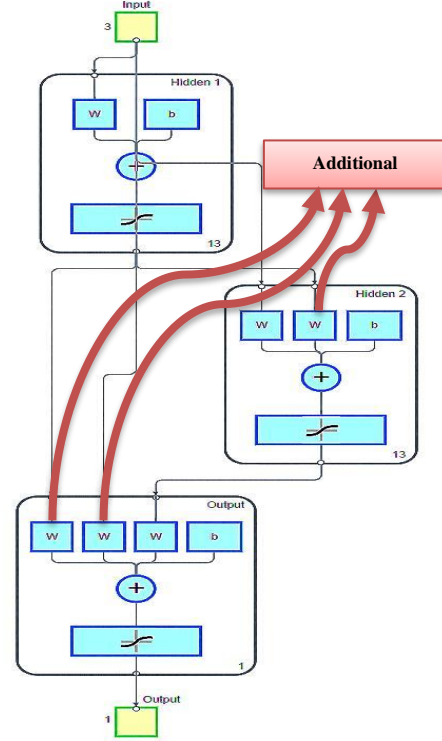 Input
3
Hidden 1
W
b
+
13
Additional
Hidden 2
W
W
b
+
13
Output
W
W
W
b
+
1
Output
1